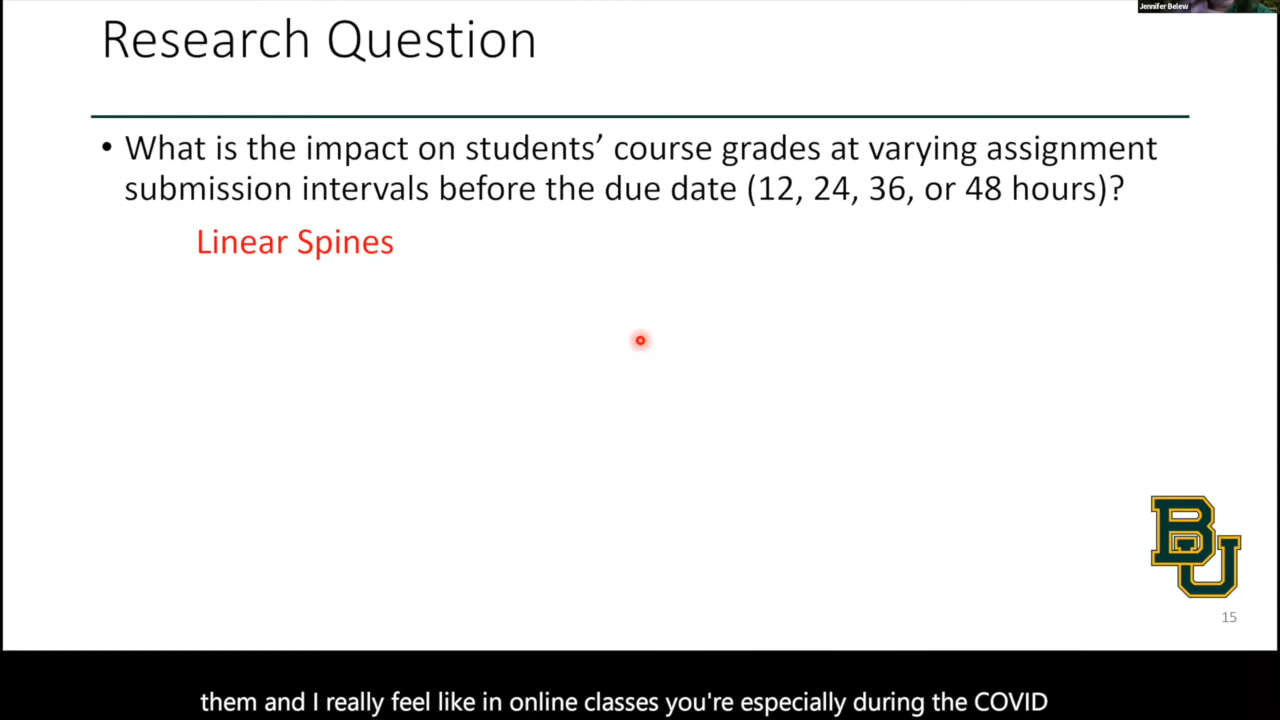 Jennifer Belew
Research Question
• What is the impact on students’ course grades at varying assignment
submission intervals before the due date (12, 24, 36, or 48 hours)?
Linear Spines
BU
15
them and I really feel like in online classes you're especially during the COVID